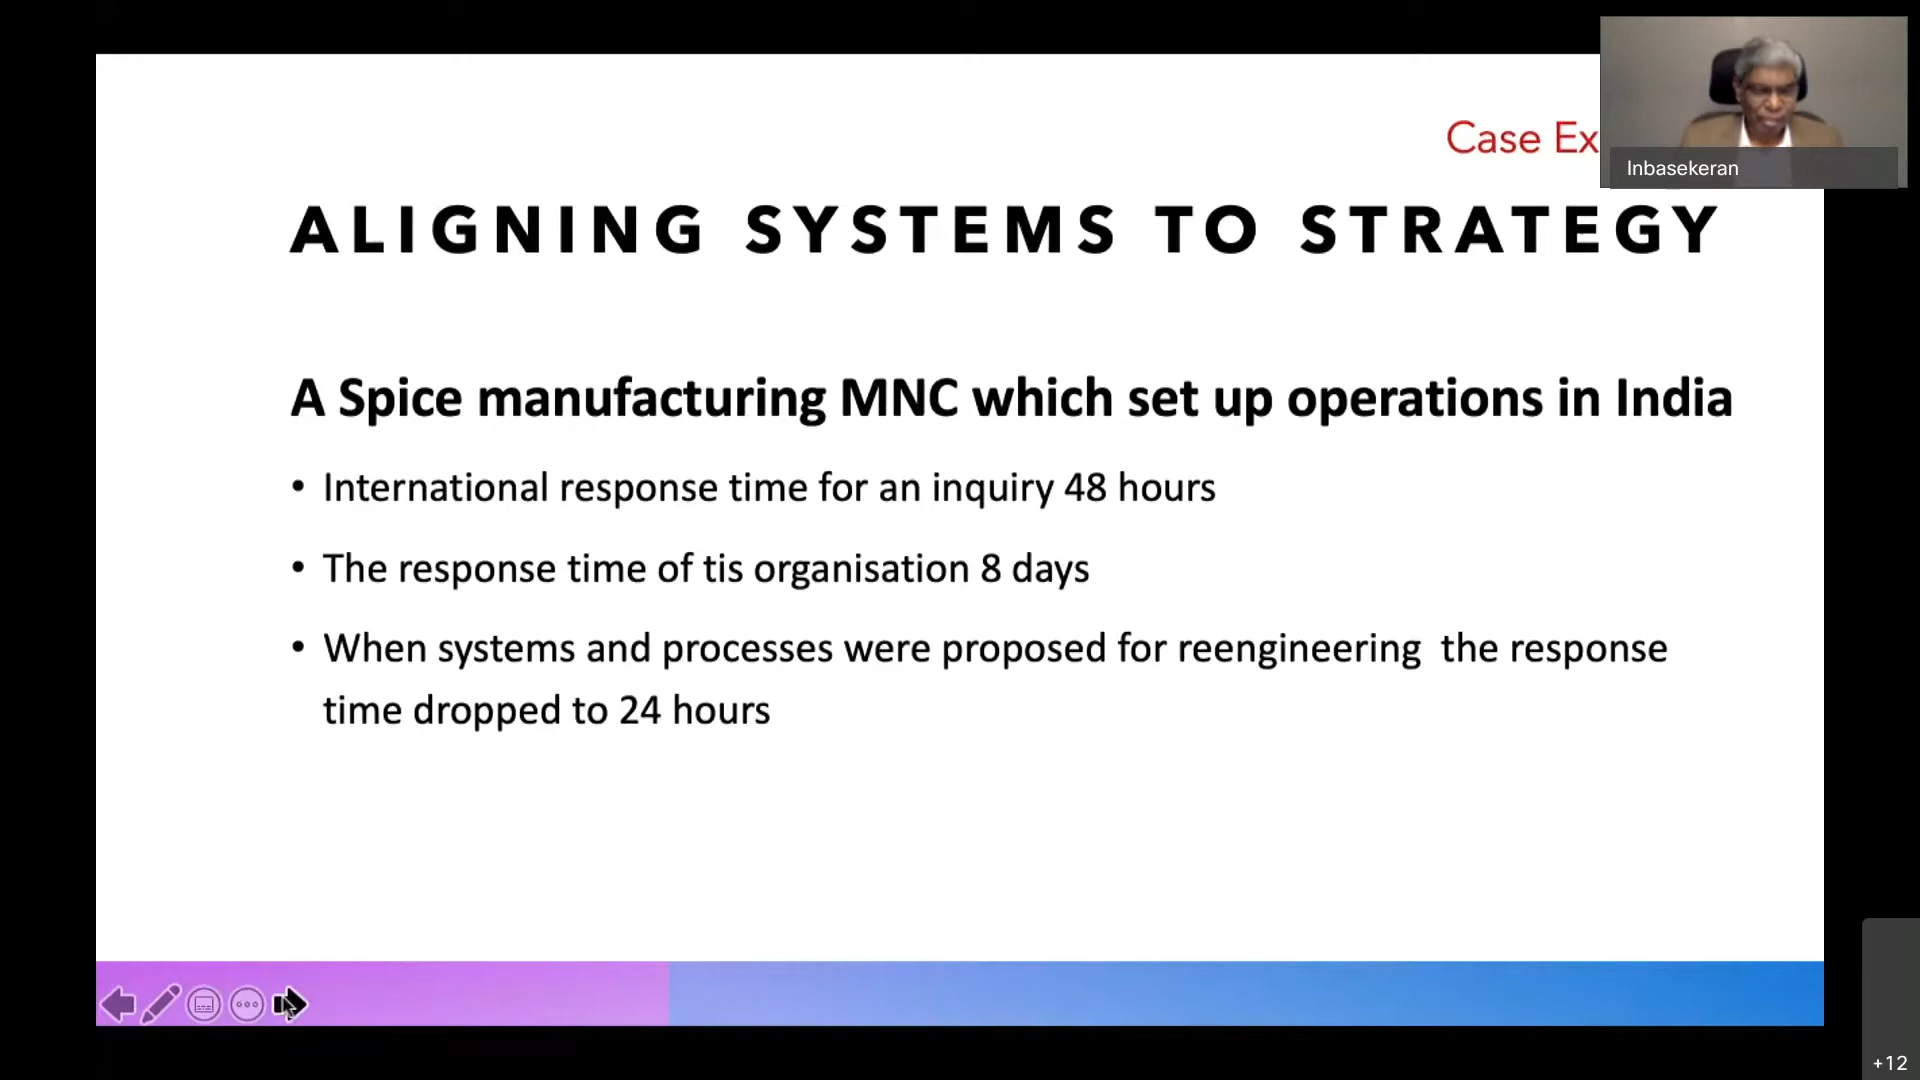 Case Ex
Inbasekeran
ALIGNING SYSTEMS TO STRATEGY
A Spice manufacturing MNC which set up operations in India
• International response time for an inquiry 48 hours
• The response time of tis organisation 8 days
• When systems and processes were proposed for reengineering the response
time dropped to 24 hours
+12